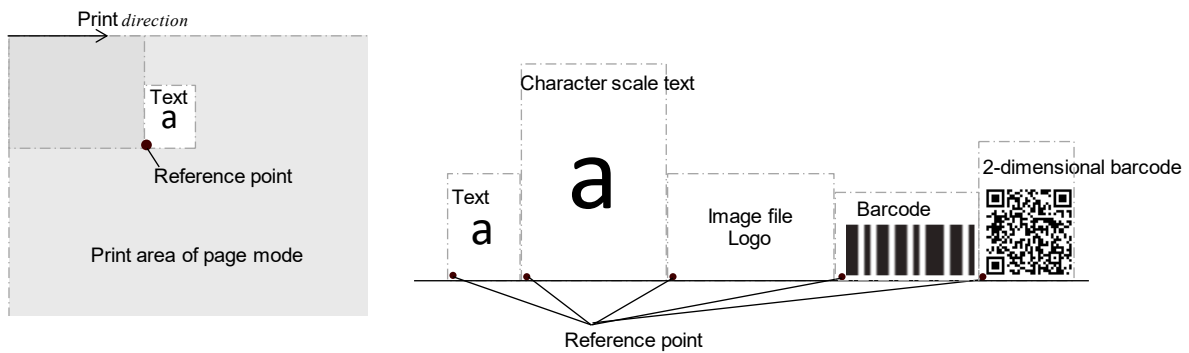 Print direction
Text
a
Reference point
Print area of page mode
Character scale text
a
Text
a
Image file
Logo
Barcode
2-dimensional barcode
Reference point